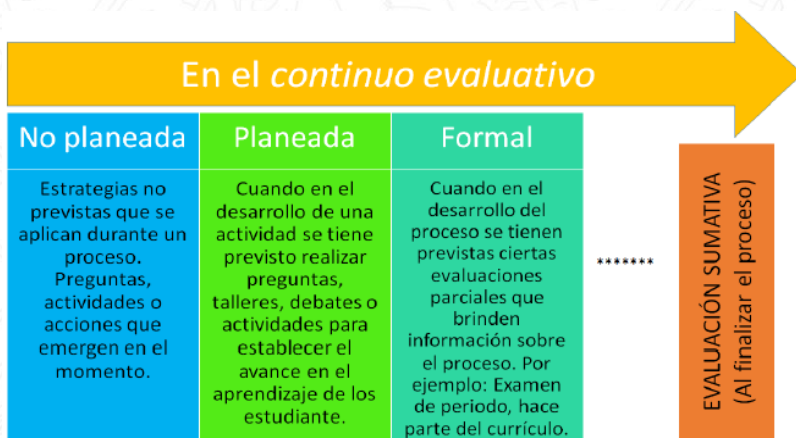 En el continuo evaluativo
No planeada
Estrategias no
previstas que se
aplican durante un
proceso.
Preguntas,
actividades o
acciones que
emergen en el
momento.
Planeada
Cuando en el
desarrollo de una
actividad se tiene
previsto realizar
preguntas,
talleres, debates o
actividades para
establecer el
avance en el
aprendizaje de los
estudiante.
Formal
Cuando en el
desarrollo del
proceso se tienen
previstas ciertas
evaluaciones
parciales que
brinden
información sobre
el proceso. Por
ejemplo: Examen
de periodo, hace
parte del currículo.
*******
EVALUACIÓN SUMATIVA
(Al finalizar el proceso)